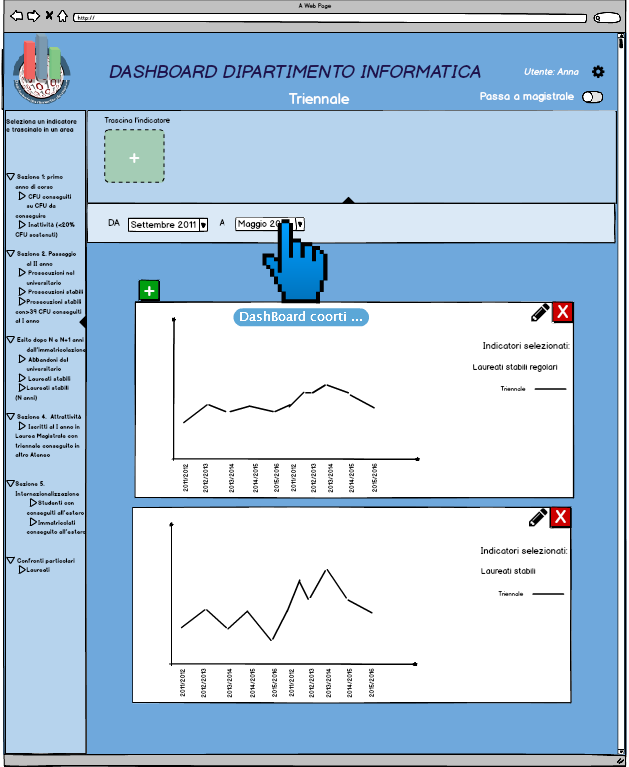 A Web Page
http://
DASHBOARD DIPARTIMENTO INFORMATICA
Utente: Anna
Triennale
Passa a magistrale
Seleziona un indicatore
e trascinalo in un area
Trascina l'indicatore
+
Sezione 1: primo
anno di corso
CFU conseguiti
su CFU da
conseguire
Inattività (<20%
CFU sostenuti)
Sezione 2. Passaggio
al II anno
Prosecuzioni nel
universitario
Prosecuzioni stabili
Prosecuzioni stabili
con>39 CFU conseguiti
al I anno
Esito dopo N e N+1 anni
dall'immatricolazione
Abbandoni del
universitario
Laureati stabili
Laureati stabili
(N anni)
Sezione 4. Attrattività
Iscritti al I anno in
Laurea Magistrale con
triennale conseguito in
altro Ateneo
Sezione 5.
Internazionalizzazione
Studenti con
conseguiti all'estero
Immatricolati
conseguito all'estero
Confronti particolari
Laureati
DA
Settembre 2011
A
Maggio 20
+
DashBoard coorti ...
X
Indicatori selezionati:
Laureati stabili regolari
Triennale
2011/2012
2012/2013
2013/2014
2014/2015
2015/2016
2011/2012
2012/2013
2013/2014
2014/2015
2015/2016
X
Indicatori selezionati:
Laureati stabili
Triennale
2011/2012
2012/2013
2013/2014
2014/2015
2015/2016
2011/2012
2012/2013
2013/2014
2014/2015
2015/2016